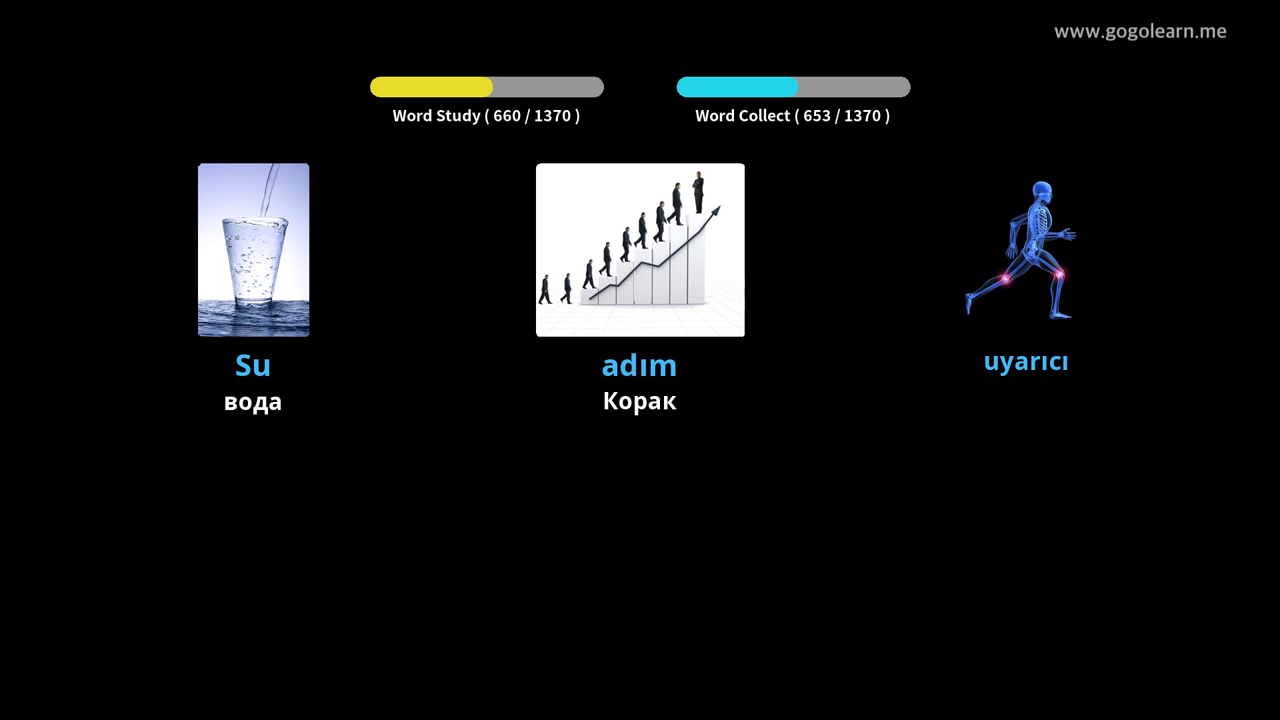 www.gogolearn.me
Word Study ( 660 / 1370 )
Word Collect ( 653 / 1370 )
Su
вода
adım
Корак
uyarıcı